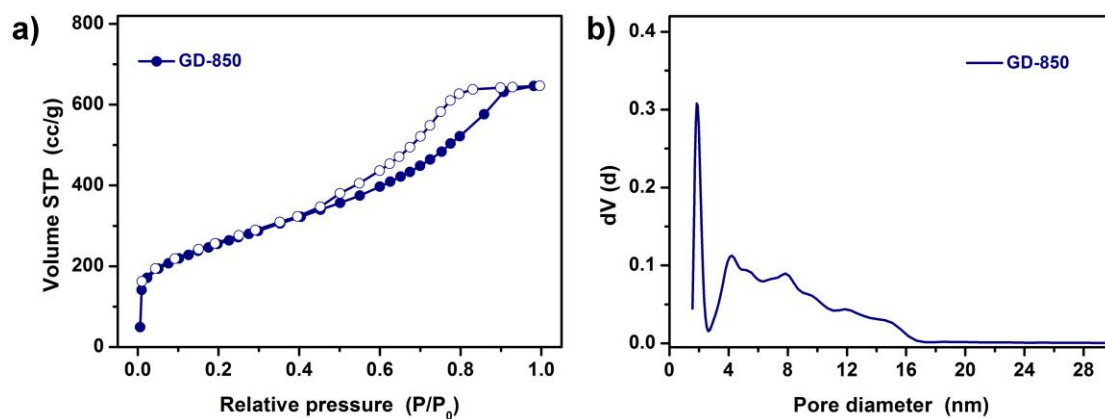 a)
GD-850
Volume STP (cc/g)
800
600
400
200
0
0.0 0.2 0.4 0.6 0.8 1.0
Relative pressure (P/P₀)
b)
GD-850
dV (d)
0.4
0.3
0.2
0.1
0.0
0 4 8 12 16 20 24 28
Pore diameter (nm)